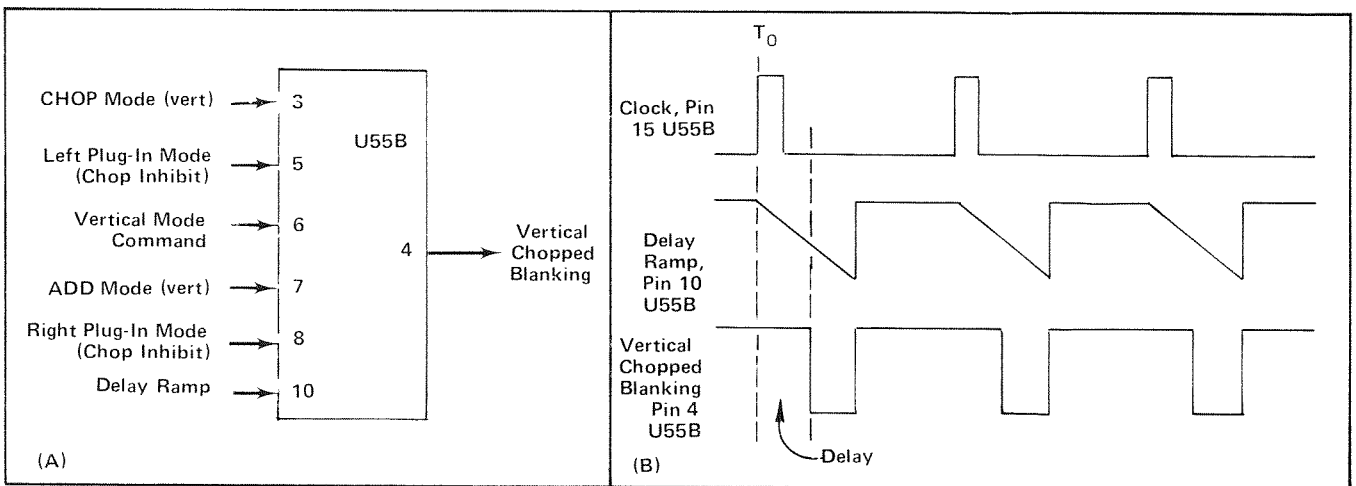 CHOP Mode (vert)
3
U55B
Left Plug-In Mode
(Chop Inhibit)
5
Vertical Mode
Command
6
4
Vertical
Chopped
Blanking
ADD Mode (vert)
7
Right Plug-In Mode
(Chop Inhibit)
8
Delay Ramp
10
(A)
T0
Clock, Pin
15 U55B
Delay
Ramp,
Pin 10
U55B
Vertical
Chopped
Blanking
Pin 4
U55B
Delay
(B)